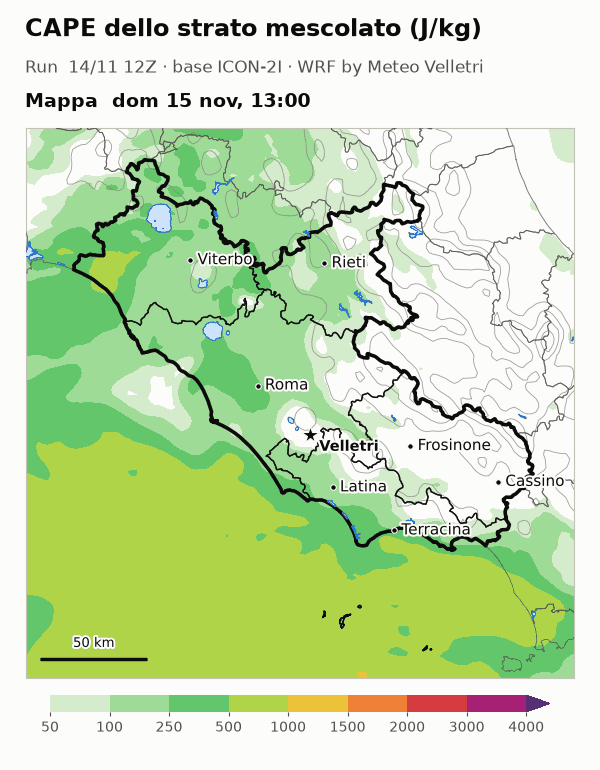 CAPE dello strato mescolato (J/kg)
Run 14/11 12Z · base ICON-2I · WRF by Meteo Velletri
Mappa dom 15 nov, 13:00
Viterbo
Rieti
Roma
Velletri
Frosinone
Cassino
Latina
Terracina
50 km
50 100 250 500 1000 1500 2000 3000 4000